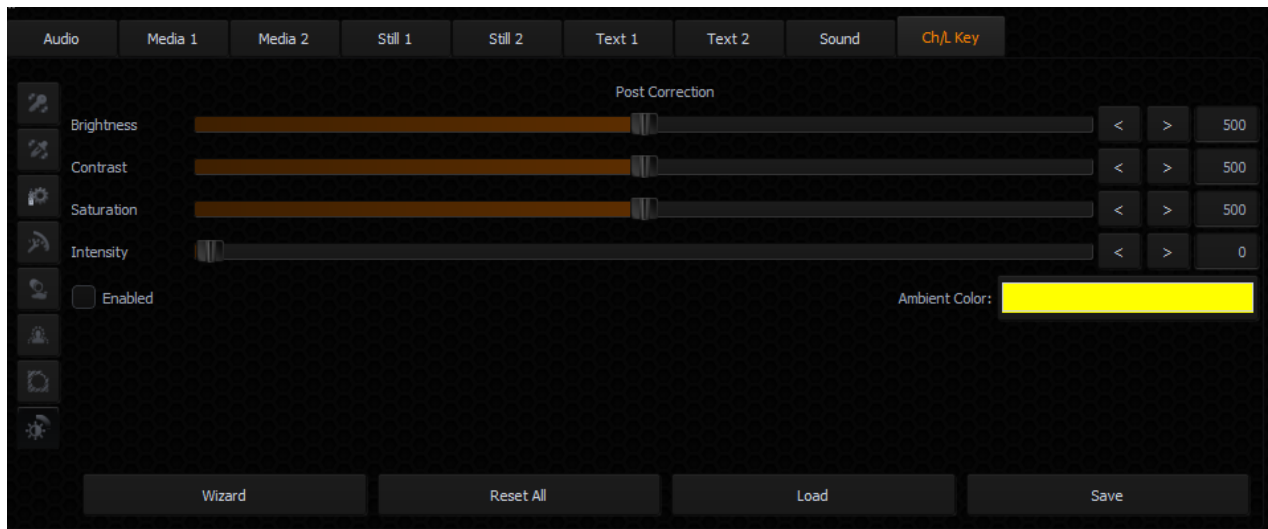 Audio Media 1 Media 2 Still 1 Still 2 Text 1 Text 2 Sound Ch/L Key
Post Correction
Brightness < > 500
Contrast < > 500
Saturation < > 500
Intensity < > 0
Enabled Ambient Color:
Wizard Reset All Load Save